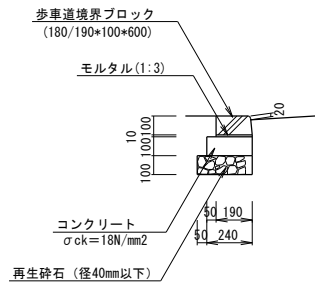 歩車道境界ブロック
(180/190*100*600)
モルタル(1:3)
20
100
10
100
100
50 190
50 240
コンクリート
σck=18N/mm2
再生砕石(径40mm以下)